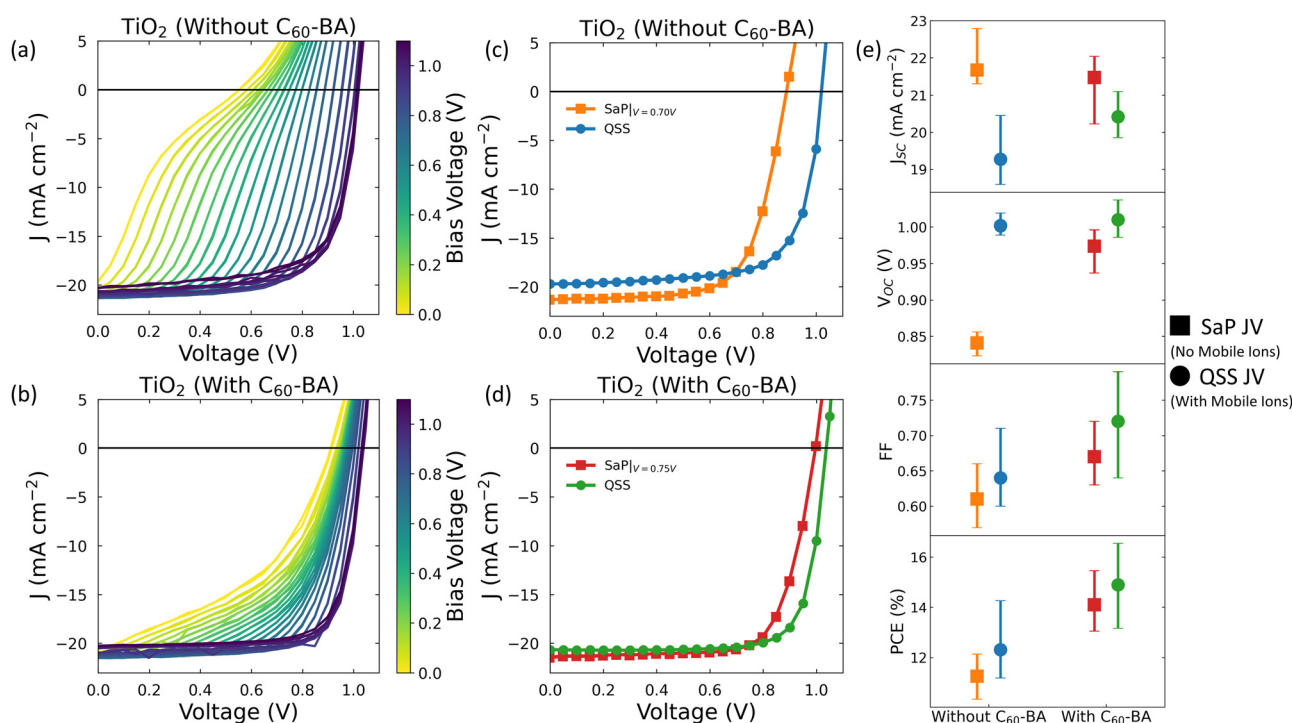 (a)
TiO₂ (Without C₆₀-BA)
5
0
−5
−10
−15
−20
J (mA cm⁻²)
0.0 0.2 0.4 0.6 0.8 1.0
Voltage (V)
1.0
0.8
0.6
0.4
0.2
0.0
Bias Voltage (V)
(b)
TiO₂ (With C₆₀-BA)
5
0
−5
−10
−15
−20
J (mA cm⁻²)
0.0 0.2 0.4 0.6 0.8 1.0
Voltage (V)
1.0
0.8
0.6
0.4
0.2
0.0
Bias Voltage (V)
(c)
TiO₂ (Without C₆₀-BA)
5
0
−5
−10
−15
−20
J (mA cm⁻²)
SaP|V = 0.70V
QSS
0.0 0.2 0.4 0.6 0.8 1.0
Voltage (V)
(d)
TiO₂ (With C₆₀-BA)
5
0
−5
−10
−15
−20
J (mA cm⁻²)
SaP|V = 0.75V
QSS
0.0 0.2 0.4 0.6 0.8 1.0
Voltage (V)
(e)
23
22
21
20
19
JSC
(mA cm⁻²)
1.00
0.95
0.90
0.85
VOC (V)
0.75
0.70
0.65
0.60
FF
16
14
12
PCE (%)
Without C₆₀-BA With C₆₀-BA
SaP JV
(No Mobile Ions)
QSS JV
(With Mobile Ions)